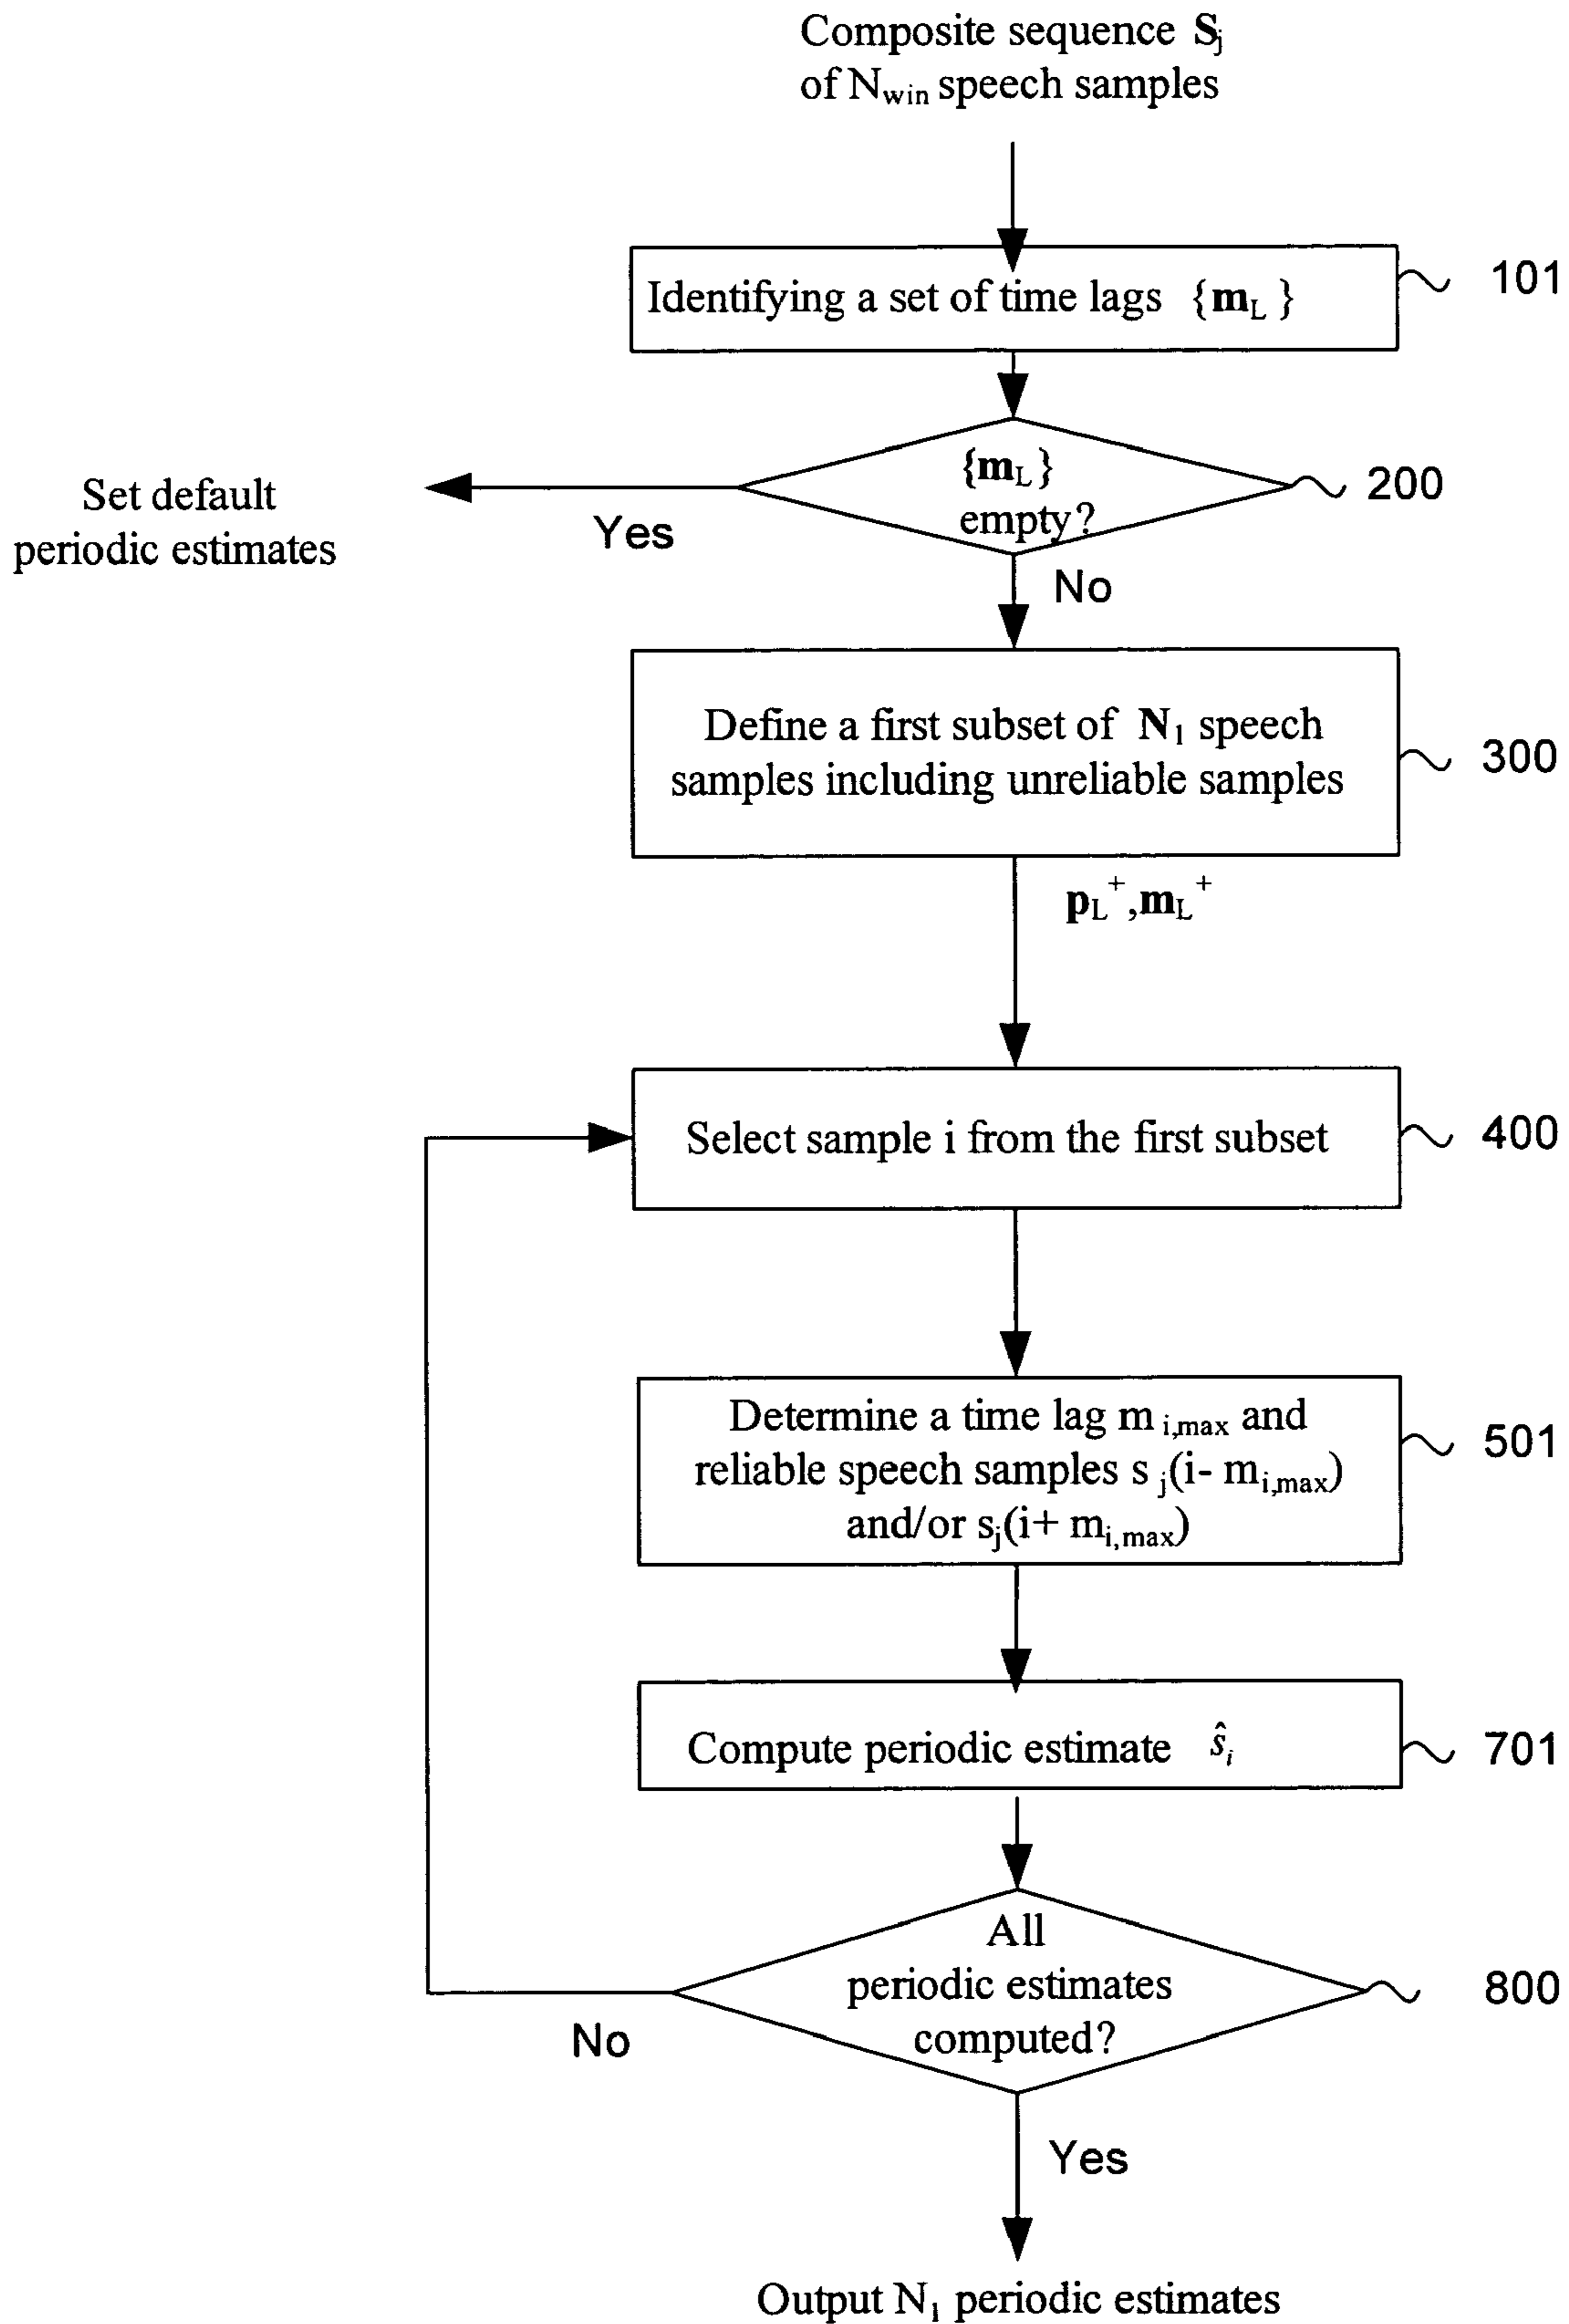 Composite sequence Sj
of Nwin speech samples
Identifying a set of time lags {mL}
101
{mL}
empty?
200
Set default
periodic estimates
Yes
No
Define a first subset of N1 speech
samples including unreliable samples
300
pL+,mL+
Select sample i from the first subset
400
Determine a time lag m i,max and
reliable speech samples s j(i- mi,max)
and/or sj(i+ mi,max)
501
Compute periodic estimate ŝi
701
All
periodic estimates
computed?
800
No
Yes
Output N1 periodic estimates